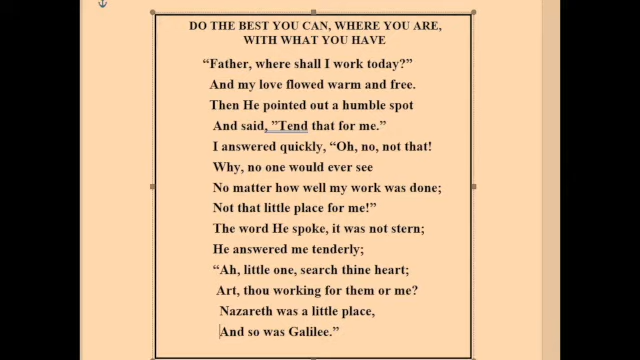 DO THE BEST YOU CAN, WHERE YOU ARE,
WITH WHAT YOU HAVE
“Father, where shall I work today?”
And my love flowed warm and free.
Then He pointed out a humble spot
And said, ”Tend that for me.”
I answered quickly, “Oh, no, not that!
Why, no one would ever see
No matter how well my work was done;
Not that little place for me!”
The word He spoke, it was not stern;
He answered me tenderly;
“Ah, little one, search thine heart;
Art, thou working for them or me?
Nazareth was a little place,
And so was Galilee.”